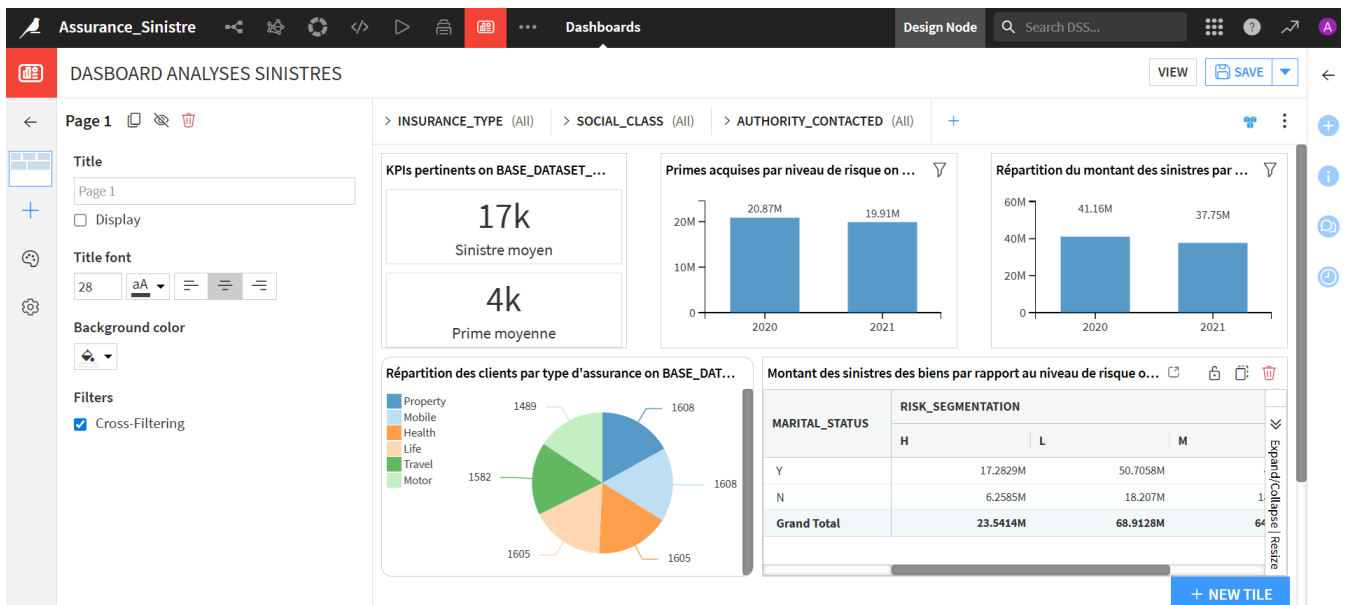 Assurance_Sinistre
Dashboards
Design Node
Search DSS...
A
DASBOARD ANALYSES SINISTRES
VIEW
SAVE
Page 1
INSURANCE_TYPE (All)
SOCIAL_CLASS (All)
AUTHORITY_CONTACTED (All)
Title
Page 1
Display
Title font
28
aA
Background color
Filters
Cross-Filtering
KPIs pertinents on BASE_DATASET_...
17k
Sinistre moyen
4k
Prime moyenne
Primes acquises par niveau de risque on ...
20M
10M
0
20.87M
19.91M
2020
2021
Répartition du montant des sinistres par ...
60M
40M
20M
0
41.16M
37.75M
2020
2021
Répartition des clients par type d'assurance on BASE_DAT...
Property
Mobile
Health
Life
Travel
Motor
1489
1608
1582
1608
1605
1605
Montant des sinistres des biens par rapport au niveau de risque o...
MARITAL_STATUS
RISK_SEGMENTATION
H
L
M
Y
17.2829M
50.7058M
N
6.2585M
18.207M
Grand Total
23.5414M
68.9128M
64
Expand/Collapse | Resize
+ NEW TILE